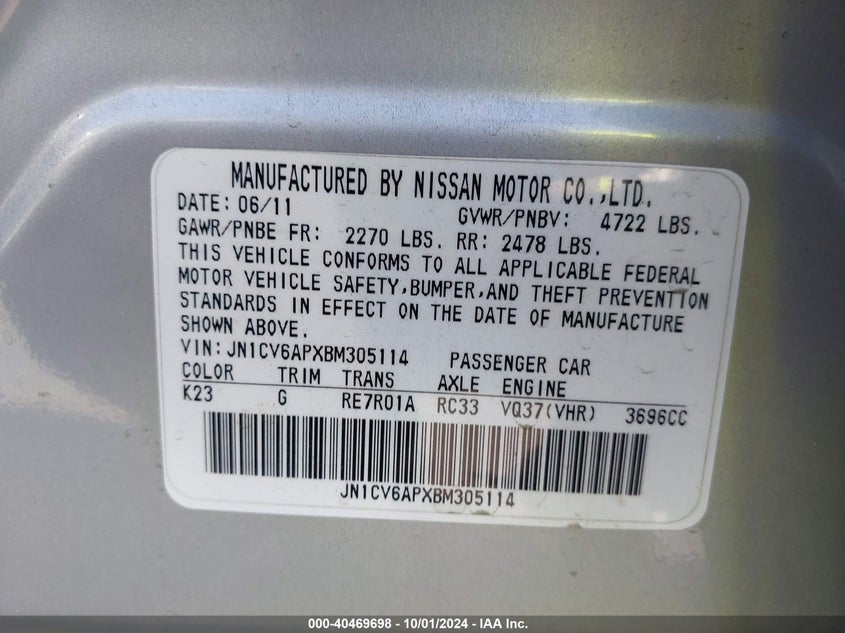 MANUFACTURED BY NISSAN MOTOR CO.,LTD.
DATE: 06/11 GVWR/PNBV: 4722 LBS.
GAWR/PNBE FR: 2270 LBS. RR: 2478 LBS.
THIS VEHICLE CONFORMS TO ALL APPLICABLE FEDERAL
MOTOR VEHICLE SAFETY,BUMPER,AND THEFT PREVENTION
STANDARDS IN EFFECT ON THE DATE OF MANUFACTURE
SHOWN ABOVE.
VIN:JN1CV6APXBM305114 PASSENGER CAR
COLOR TRIM TRANS AXLE ENGINE
K23 G RE7R01A RC33 VQ37(VHR) 3696CC
JN1CV6APXBM305114
000-40469698 - 10/01/2024 - IAA Inc.